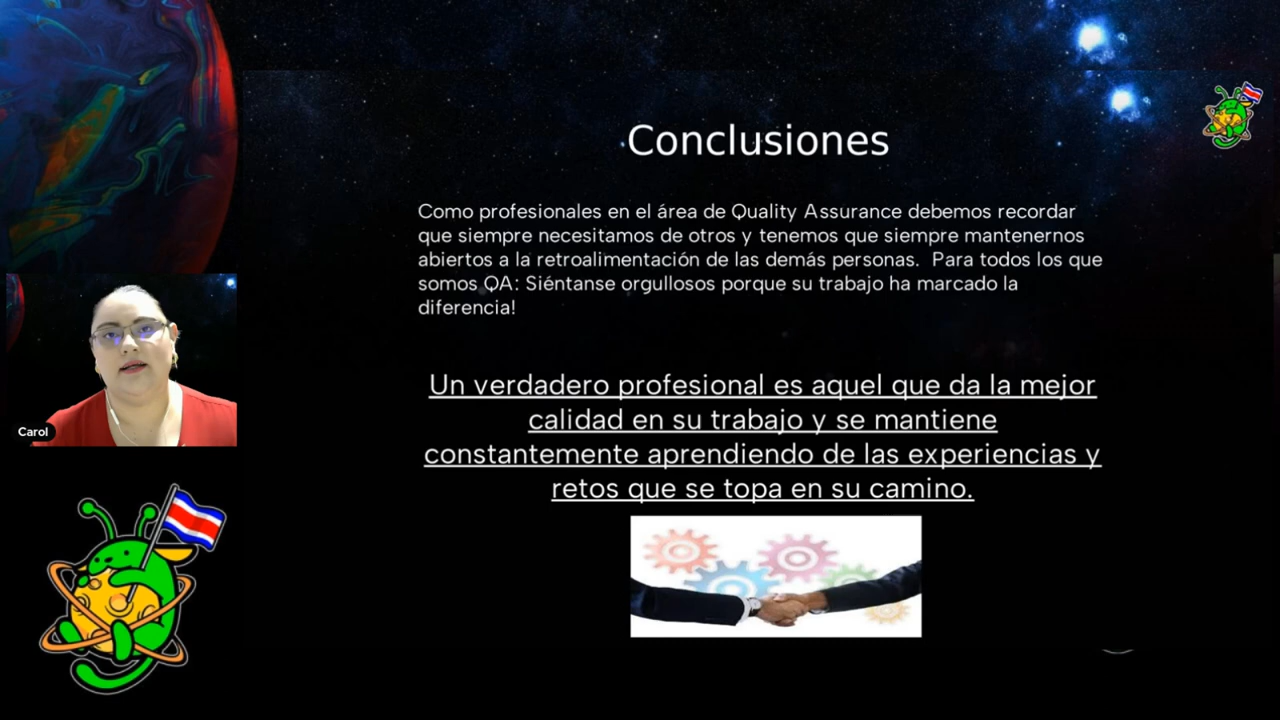 Conclusiones
Como profesionales en el área de Quality Assurance debemos recordar
que siempre necesitamos de otros y tenemos que siempre mantenernos
abiertos a la retroalimentación de las demás personas.  Para todos los que
somos QA: Siéntanse orgullosos porque su trabajo ha marcado la
diferencia!
Un verdadero profesional es aquel que da la mejor
calidad en su trabajo y se mantiene
constantemente aprendiendo de las experiencias y
retos que se topa en su camino.
Carol